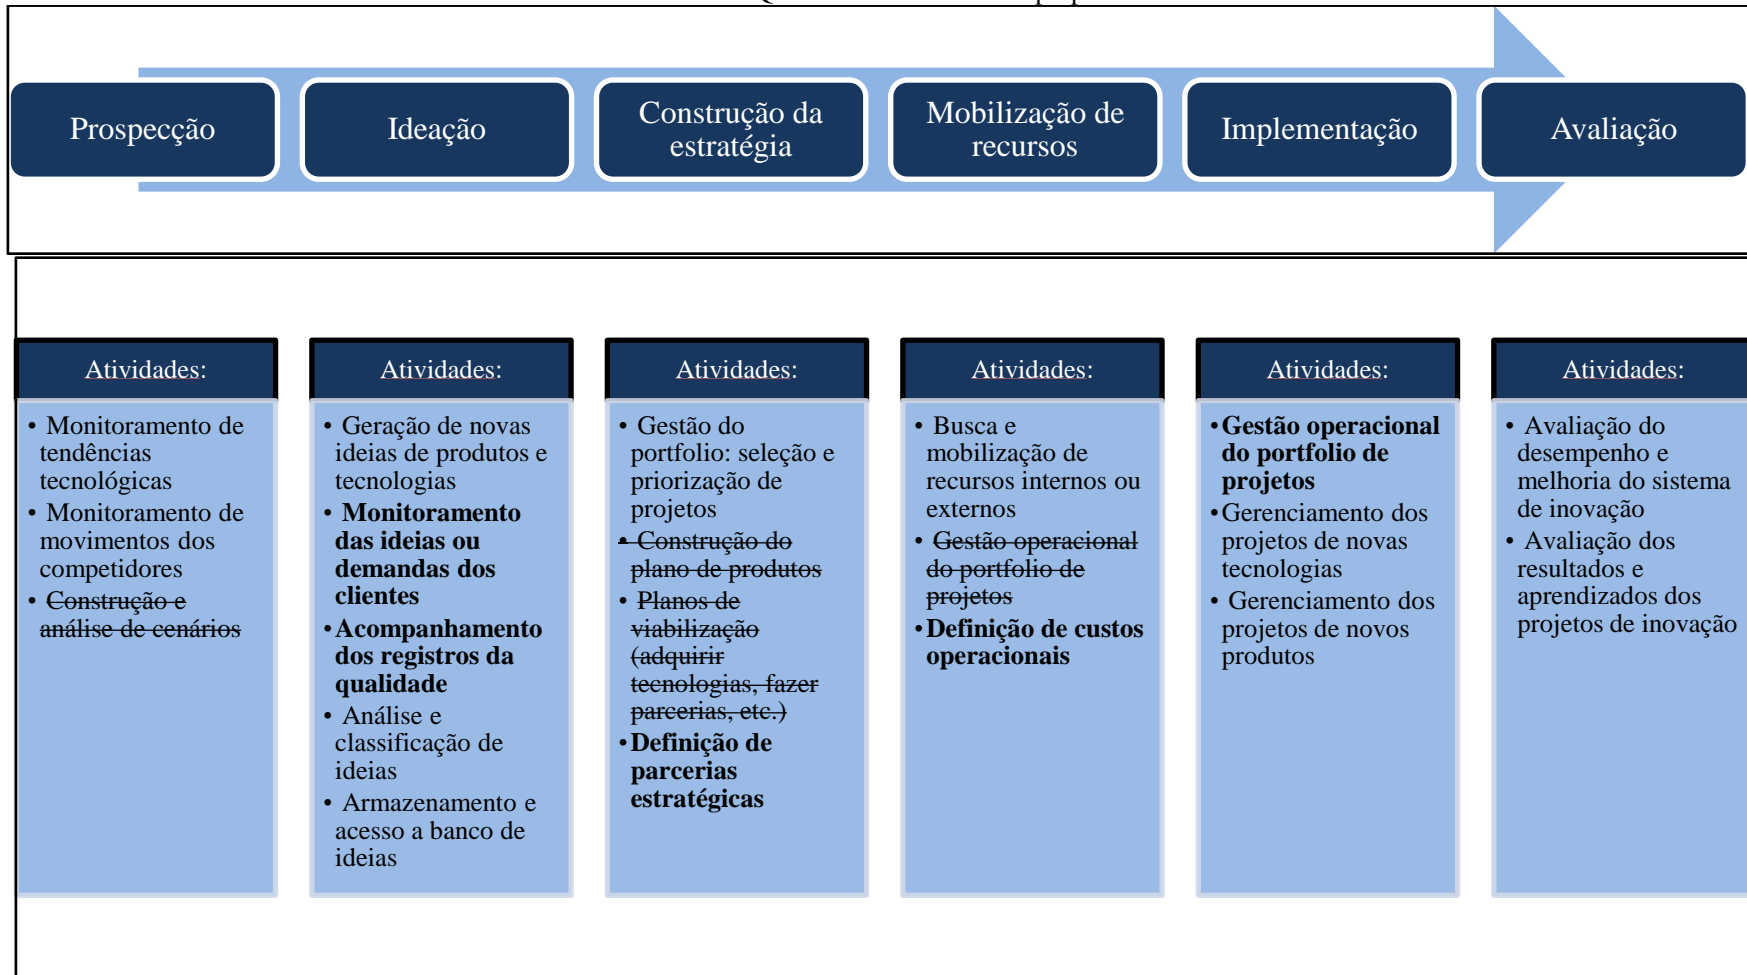 Prospecção
Ideação
Construção da
estratégia
Mobilização de
recursos
Implementação
Avaliação
Atividades:
• Monitoramento de
tendências
tecnológicas
• Monitoramento de
movimentos dos
competidores
• Construção e
análise de cenários
Atividades:
• Geração de novas
ideias de produtos e
tecnologias
• Monitoramento
das ideias ou
demandas dos
clientes
• Acompanhamento
dos registros da
qualidade
• Análise e
classificação de
ideias
• Armazenamento e
acesso a banco de
ideias
Atividades:
• Gestão do
portfolio: seleção e
priorização de
projetos
• Construção do
plano de produtos
• Planos de
viabilização
(adquirir
tecnologias, fazer
parcerias, etc.)
• Definição de
parcerias
estratégicas
Atividades:
• Busca e
mobilização de
recursos internos ou
externos
• Gestão operacional
do portfolio de
projetos
• Definição de custos
operacionais
Atividades:
• Gestão operacional
do portfolio de
projetos
• Gerenciamento dos
projetos de novas
tecnologias
• Gerenciamento dos
projetos de novos
produtos
Atividades:
• Avaliação do
desempenho e
melhoria do sistema
de inovação
• Avaliação dos
resultados e
aprendizados dos
projetos de inovação